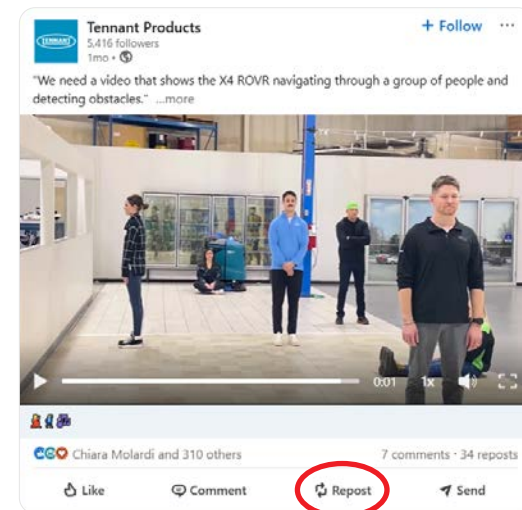 TENNANT
Tennant Products
+ Follow ...
5,416 followers
1mo •
"We need a video that shows the X4 ROVR navigating through a group of people and
detecting obstacles." ...more
0:01 1x
Chiara Molardi and 310 others 7 comments · 34 reposts
Like Comment Repost Send